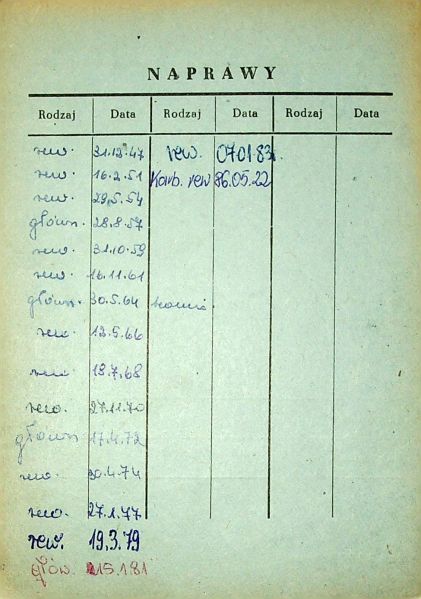 NAPRAWY
Rodzaj Data Rodzaj Data Rodzaj Data
rew. 31.12.47 rew. 07.01.83.
rew. 16.2.51 Komb. rew 86.05.22
rew. 29.5.54
główn. 28.8.57
rew. 31.10.59
rew. 16.11.61
główn. 30.5.64
rew. 12.5.66
rew. 18.7.68
rew. 27.11.70
główn 17.4.72
rew. 30.4.74
rew. 27.1.77
rew. 19.3.79
głów.